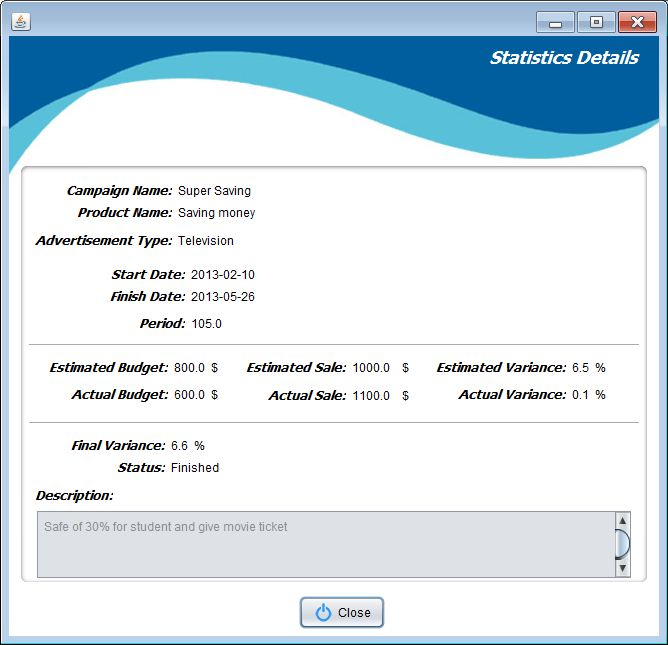 Statistics Details
Campaign Name: Super Saving
Product Name: Saving money
Advertisement Type: Television
Start Date: 2013-02-10
Finish Date: 2013-05-26
Period: 105.0
Estimated Budget: 800.0 $ Estimated Sale: 1000.0 $ Estimated Variance: 6.5 %
Actual Budget: 600.0 $ Actual Sale: 1100.0 $ Actual Variance: 0.1 %
Final Variance: 6.6 %
Status: Finished
Description:
Safe of 30% for student and give movie ticket
Close